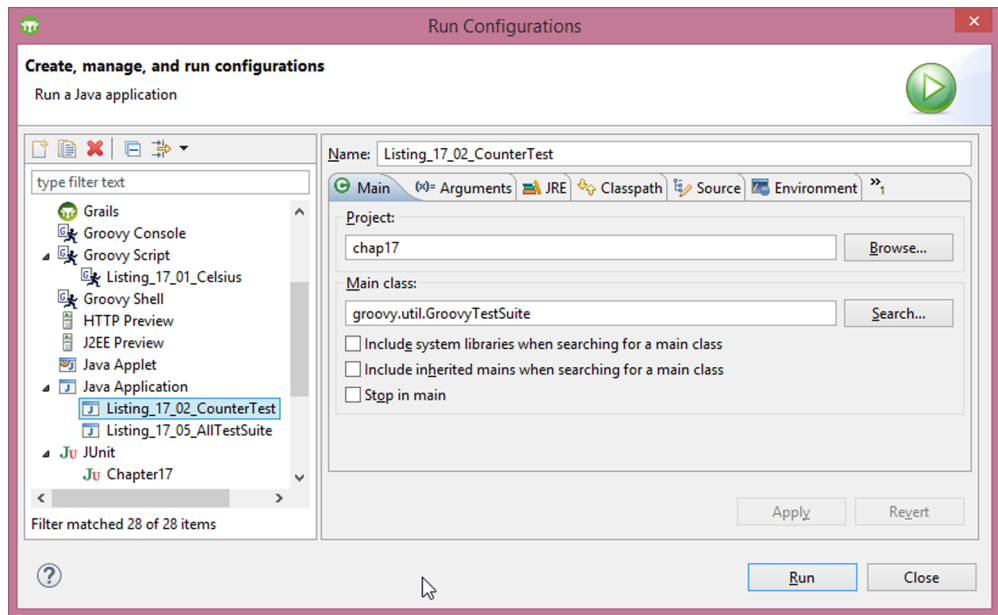 Run Configurations
Create, manage, and run configurations
Run a Java application
type filter text
Grails
Groovy Console
Groovy Script
Listing_17_01_Celsius
Groovy Shell
HTTP Preview
J2EE Preview
Java Applet
Java Application
Listing_17_02_CounterTest
Listing_17_05_AllTestSuite
JUnit
Chapter17
Filter matched 28 of 28 items
Name: Listing_17_02_CounterTest
Main (x)= Arguments JRE Classpath Source Environment »1
Project:
chap17 Browse...
Main class:
groovy.util.GroovyTestSuite Search...
Include system libraries when searching for a main class
Include inherited mains when searching for a main class
Stop in main
Apply Revert
Run Close